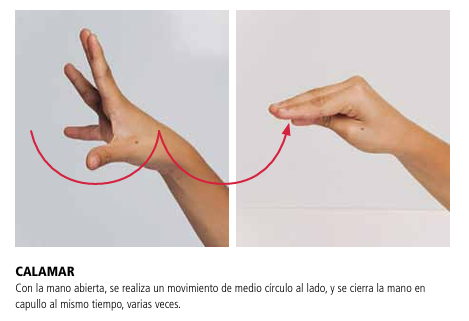 CALAMAR
Con la mano abierta, se realiza un movimiento de medio círculo al lado, y se cierra la mano en
capullo al mismo tiempo, varias veces.